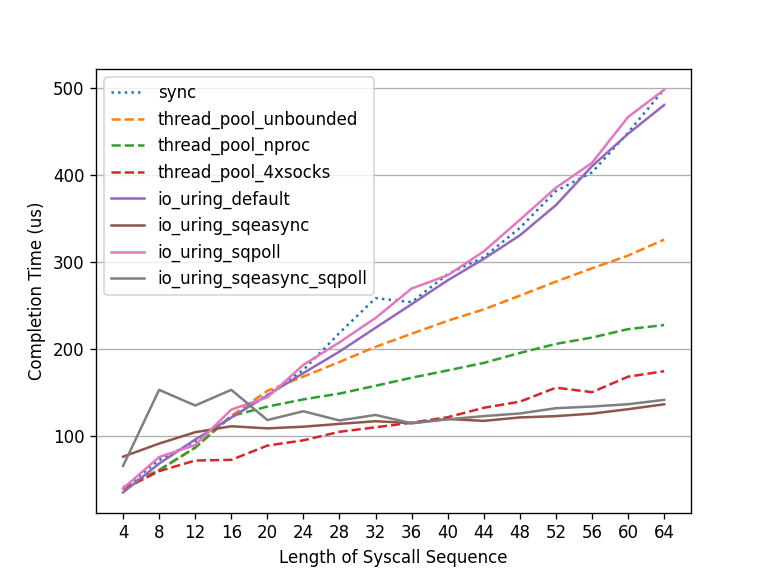 500
400
300
200
100
Completion Time (us)
sync
thread_pool_unbounded
thread_pool_nproc
thread_pool_4xsocks
io_uring_default
io_uring_sqeasync
io_uring_sqpoll
io_uring_sqeasync_sqpoll
4 8 12 16 20 24 28 32 36 40 44 48 52 56 60 64
Length of Syscall Sequence